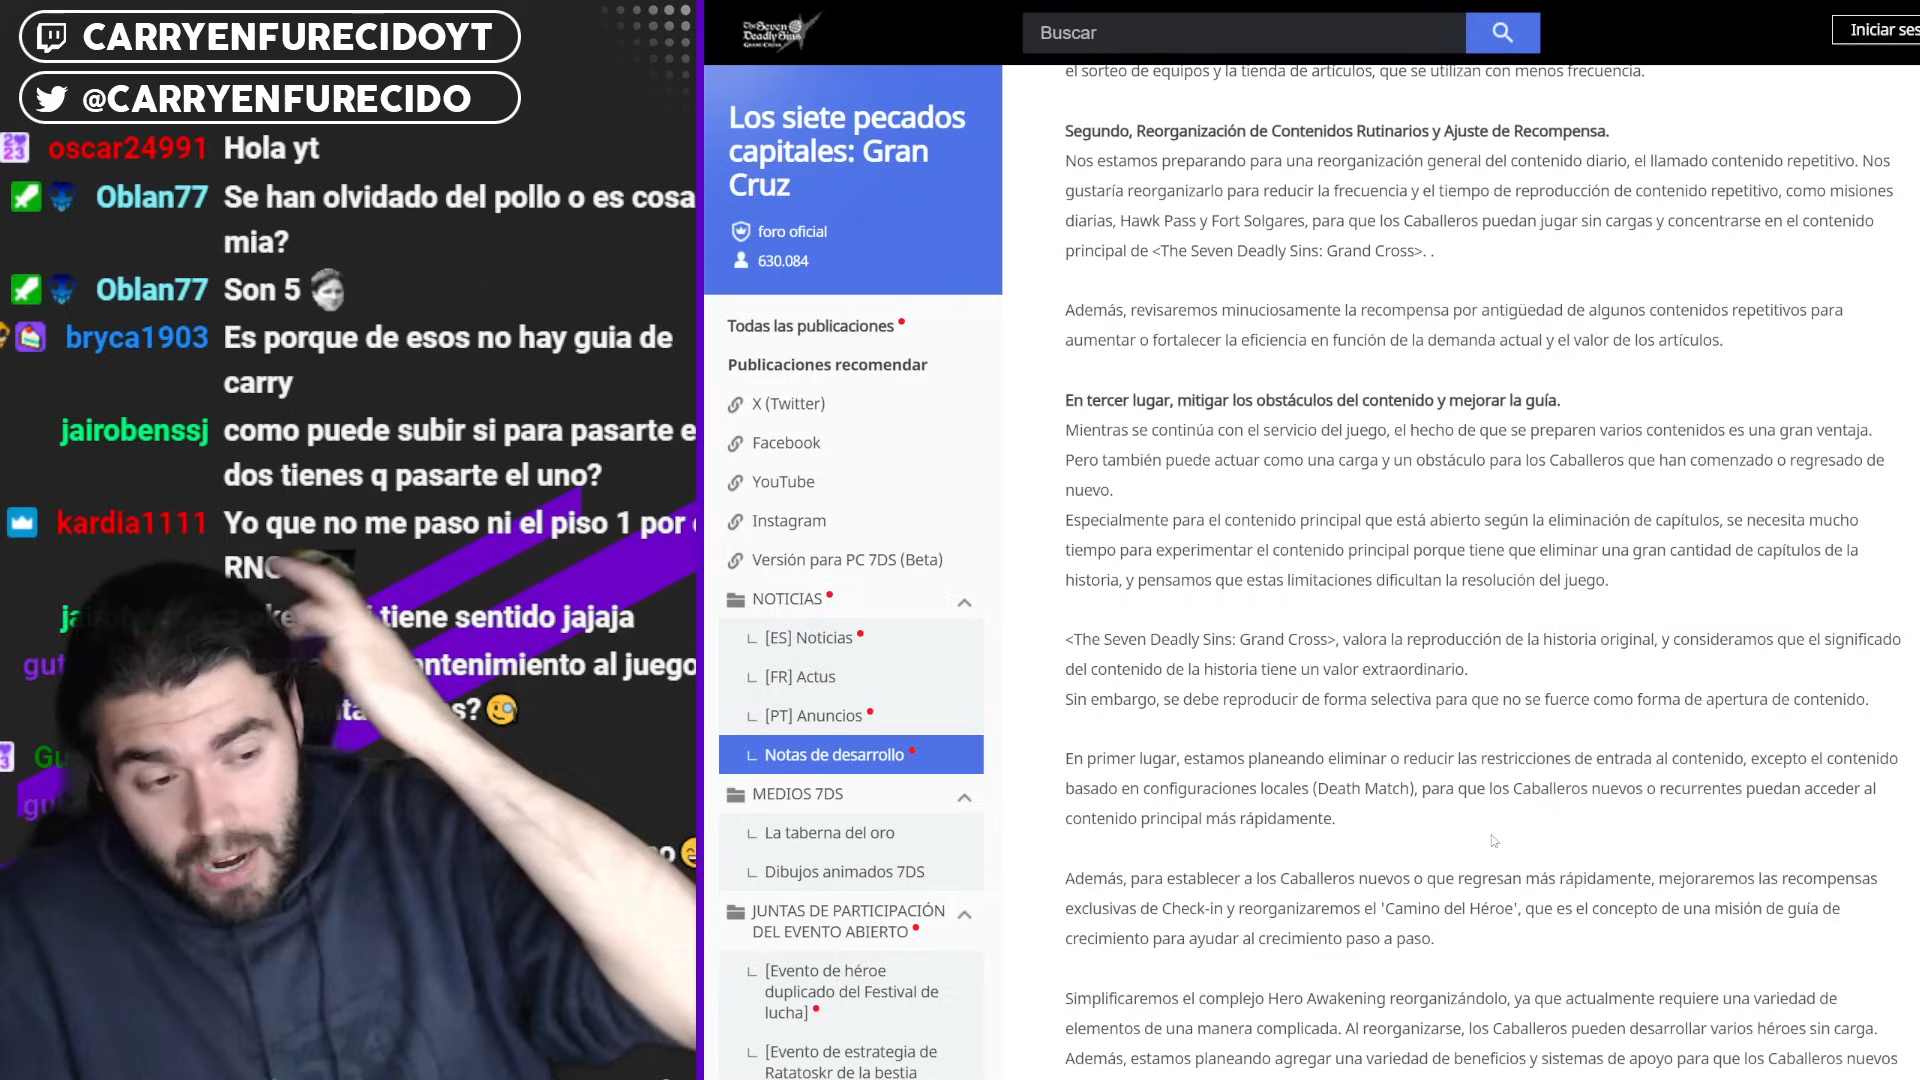 CARRYENFURECIDOYT
@CARRYENFURECIDO
oscar24991 Hola yt
Oblan77 Se han olvidado del pollo o es cosa
mia?
Oblan77 Son 5
bryca1903 Es porque de esos no hay guia de
carry
jairobenssj como puede subir si para pasarte e
dos tienes q pasarte el uno?
kardia1111 Yo que no me paso ni el piso 1 por
tiene sentido jajaja
ntenimiento al juego
The Seven
Deadly Sins
GRAND CROSS
Buscar
Iniciar ses
Los siete pecados
capitales: Gran
Cruz
foro oficial
630.084
Todas las publicaciones
Publicaciones recomendar
X (Twitter)
Facebook
YouTube
Instagram
Versión para PC 7DS (Beta)
NOTICIAS
[ES] Noticias
[FR] Actus
[PT] Anuncios
Notas de desarrollo
MEDIOS 7DS
La taberna del oro
Dibujos animados 7DS
JUNTAS DE PARTICIPACIÓN
DEL EVENTO ABIERTO
[Evento de héroe
duplicado del Festival de
lucha]
[Evento de estrategia de
Ratatoskr de la bestia
el sorteo de equipos y la tienda de artículos, que se utilizan con menos frecuencia.
Segundo, Reorganización de Contenidos Rutinarios y Ajuste de Recompensa.
Nos estamos preparando para una reorganización general del contenido diario, el llamado contenido repetitivo. Nos
gustaría reorganizarlo para reducir la frecuencia y el tiempo de reproducción de contenido repetitivo, como misiones
diarias, Hawk Pass y Fort Solgares, para que los Caballeros puedan jugar sin cargas y concentrarse en el contenido
principal de <The Seven Deadly Sins: Grand Cross>. .
Además, revisaremos minuciosamente la recompensa por antigüedad de algunos contenidos repetitivos para
aumentar o fortalecer la eficiencia en función de la demanda actual y el valor de los artículos.
En tercer lugar, mitigar los obstáculos del contenido y mejorar la guía.
Mientras se continúa con el servicio del juego, el hecho de que se preparen varios contenidos es una gran ventaja.
Pero también puede actuar como una carga y un obstáculo para los Caballeros que han comenzado o regresado de
nuevo.
Especialmente para el contenido principal que está abierto según la eliminación de capítulos, se necesita mucho
tiempo para experimentar el contenido principal porque tiene que eliminar una gran cantidad de capítulos de la
historia, y pensamos que estas limitaciones dificultan la resolución del juego.
<The Seven Deadly Sins: Grand Cross>, valora la reproducción de la historia original, y consideramos que el significado
del contenido de la historia tiene un valor extraordinario.
Sin embargo, se debe reproducir de forma selectiva para que no se fuerce como forma de apertura de contenido.
En primer lugar, estamos planeando eliminar o reducir las restricciones de entrada al contenido, excepto el contenido
basado en configuraciones locales (Death Match), para que los Caballeros nuevos o recurrentes puedan acceder al
contenido principal más rápidamente.
Además, para establecer a los Caballeros nuevos o que regresan más rápidamente, mejoraremos las recompensas
exclusivas de Check-in y reorganizaremos el 'Camino del Héroe', que es el concepto de una misión de guía de
crecimiento para ayudar al crecimiento paso a paso.
Simplificaremos el complejo Hero Awakening reorganizándolo, ya que actualmente requiere una variedad de
elementos de una manera complicada. Al reorganizarse, los Caballeros pueden desarrollar varios héroes sin carga.
Además, estamos planeando agregar una variedad de beneficios y sistemas de apoyo para que los Caballeros nuevos